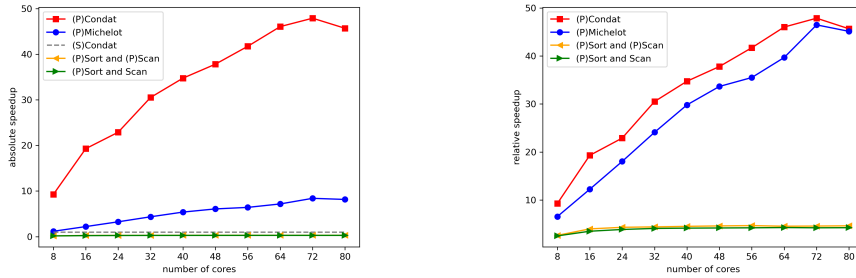 (P)Condat
(P)Michelot
(S)Condat
(P)Sort and (P)Scan
(P)Sort and Scan
absolute speedup
50
40
30
20
10
0
8 16 24 32 40 48 56 64 72 80
number of cores
(P)Condat
(P)Michelot
(P)Sort and (P)Scan
(P)Sort and Scan
relative speedup
50
40
30
20
10
8 16 24 32 40 48 56 64 72 80
number of cores